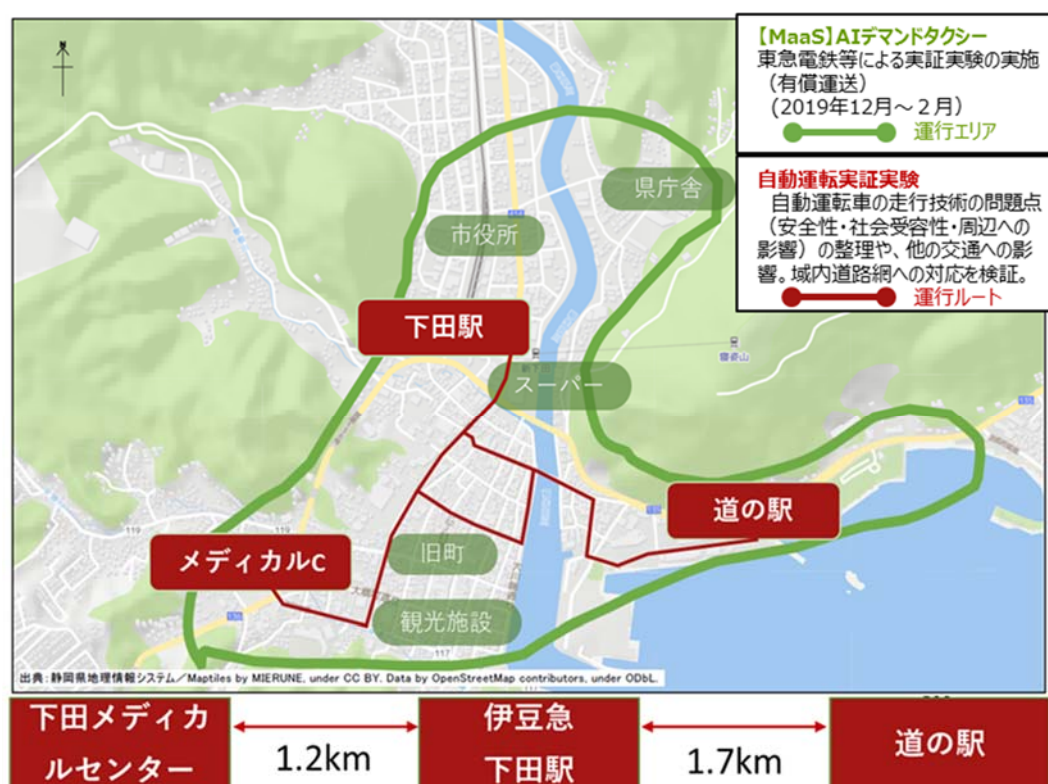 【MaaS】AIデマンドタクシー
東急電鉄等による実証実験の実施
（有償運送）
(2019年12月～２月）
運行エリア
自動運転実証実験
自動運転車の走行技術の問題点
（安全性・社会受容性・周辺への
影響）の整理や、他の交通への影
響。域内道路網への対応を検証。
運行ルート
県庁舎
市役所
下田駅
スーパー
寝姿山
135
道の駅
旧町
メディカルC
観光施設
119
119
136
117
出典：静岡県地理情報システム／Maptiles by MIERUNE, under CC BY. Data by OpenStreetMap contributors, under ODbL.
下田メディカ
ルセンター
1.2km
伊豆急
下田駅
1.7km
道の駅